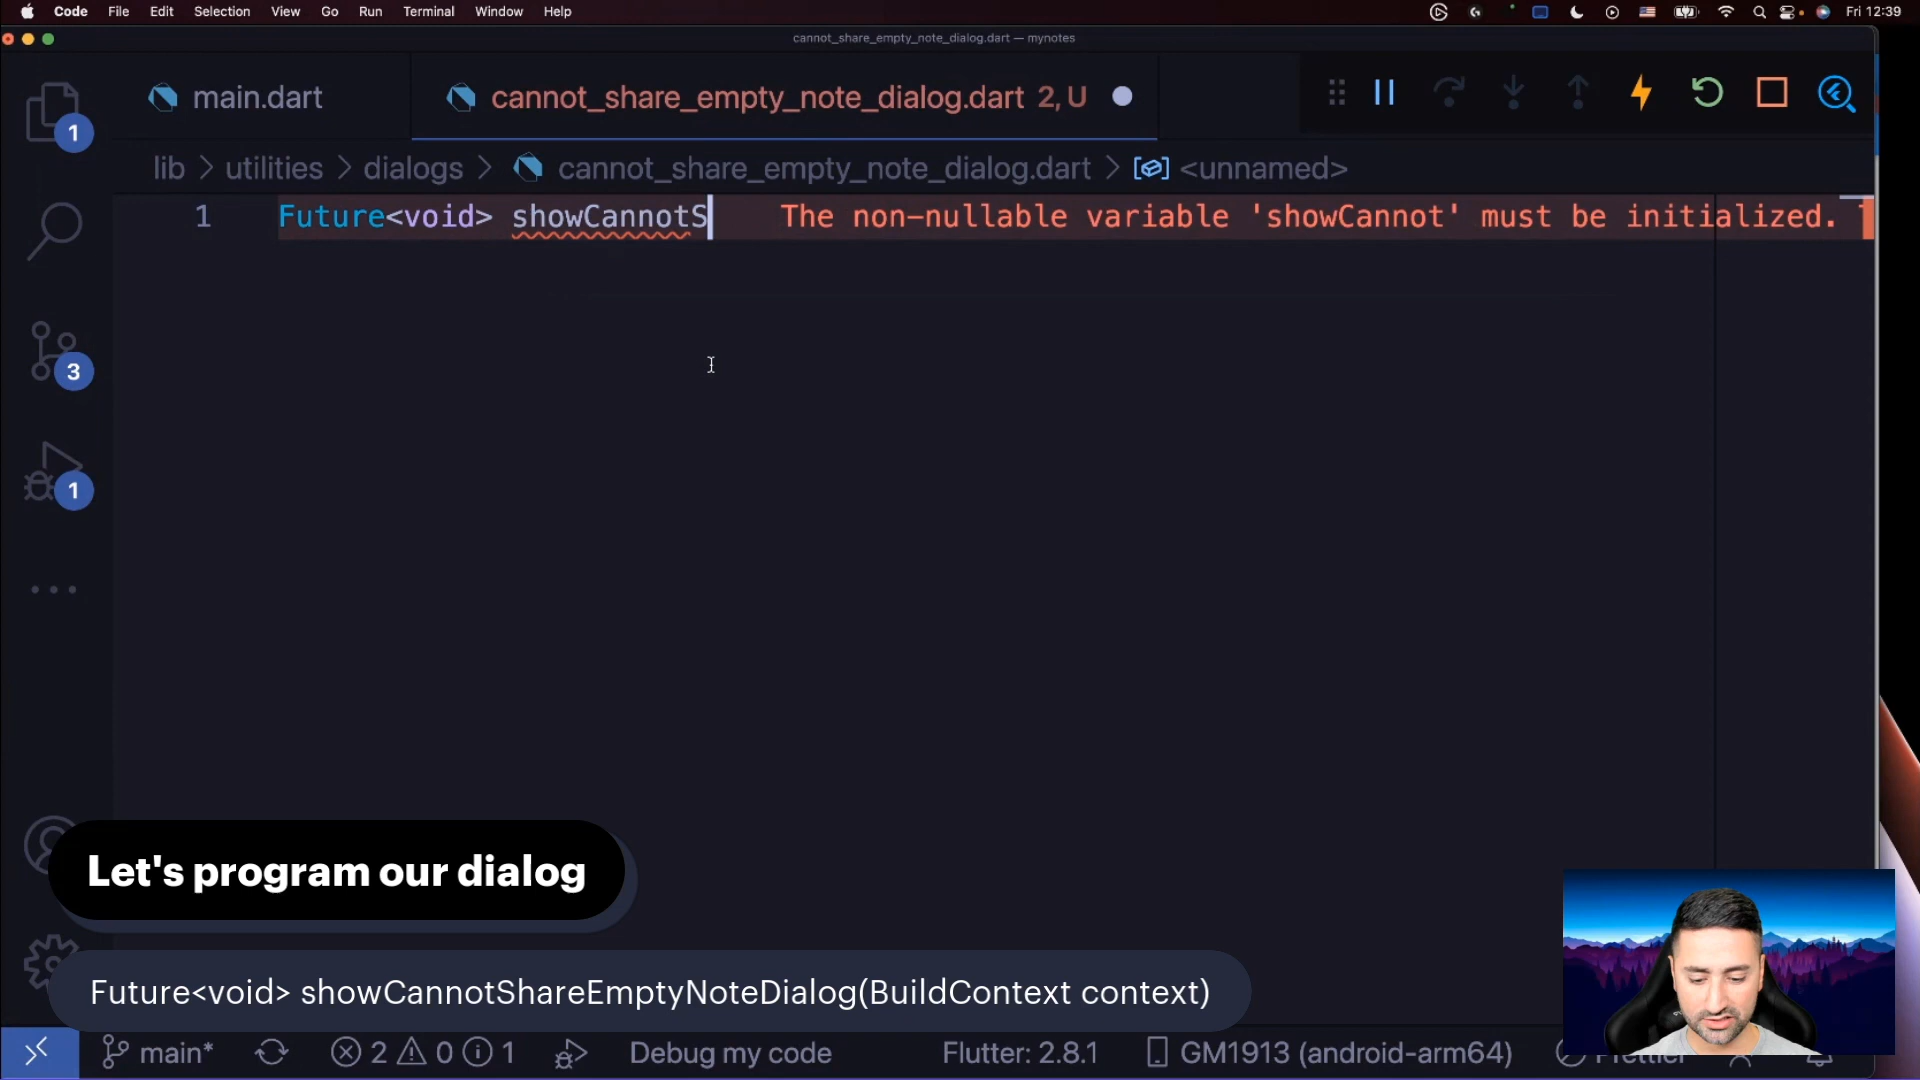 Code File Edit Selection View Go Run Terminal Window Help Fri 12:39
cannot_share_empty_note_dialog.dart — mynotes
main.dart cannot_share_empty_note_dialog.dart 2, U
1
lib > utilities > dialogs > cannot_share_empty_note_dialog.dart > <unnamed>
1 Future<void> showCannotS The non-nullable variable 'showCannot' must be initialized.
3
1
Let's program our dialog
Future<void> showCannotShareEmptyNoteDialog(BuildContext context)
main* 2 0 1 Debug my code Flutter: 2.8.1 GM1913 (android-arm64) Prettier